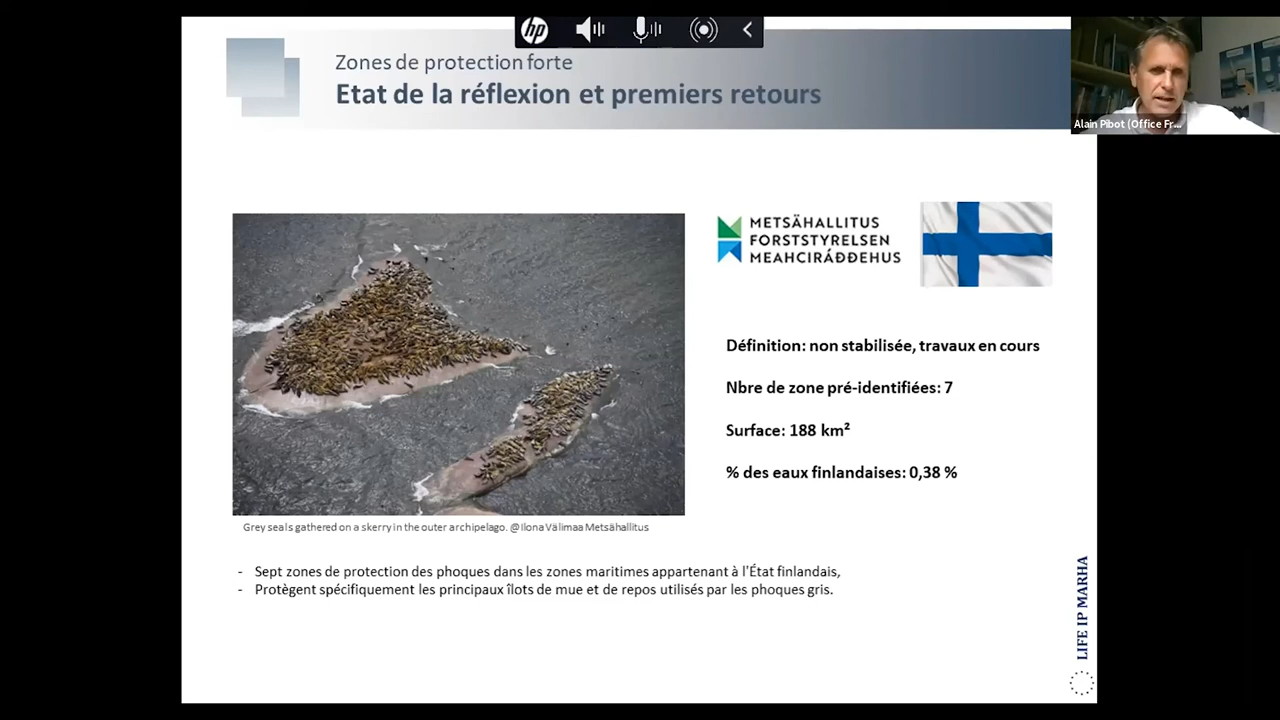 hp
Zones de protection forte
Etat de la réflexion et premiers retours
Alain Pibot (Office Fr...
METSÄHALLITUS
FORSTSTYRELSEN
MEAHCIRÁĐĐEHUS
Définition: non stabilisée, travaux en cours
Nbre de zone pré-identifiées: 7
Surface: 188 km²
% des eaux finlandaises: 0,38 %
Grey seals gathered on a skerry in the outer archipelago. @Ilona Välimaa Metsähallitus
- Sept zones de protection des phoques dans les zones maritimes appartenant à l'État finlandais,
- Protègent spécifiquement les principaux îlots de mue et de repos utilisés par les phoques gris.
LIFE IP MARHA